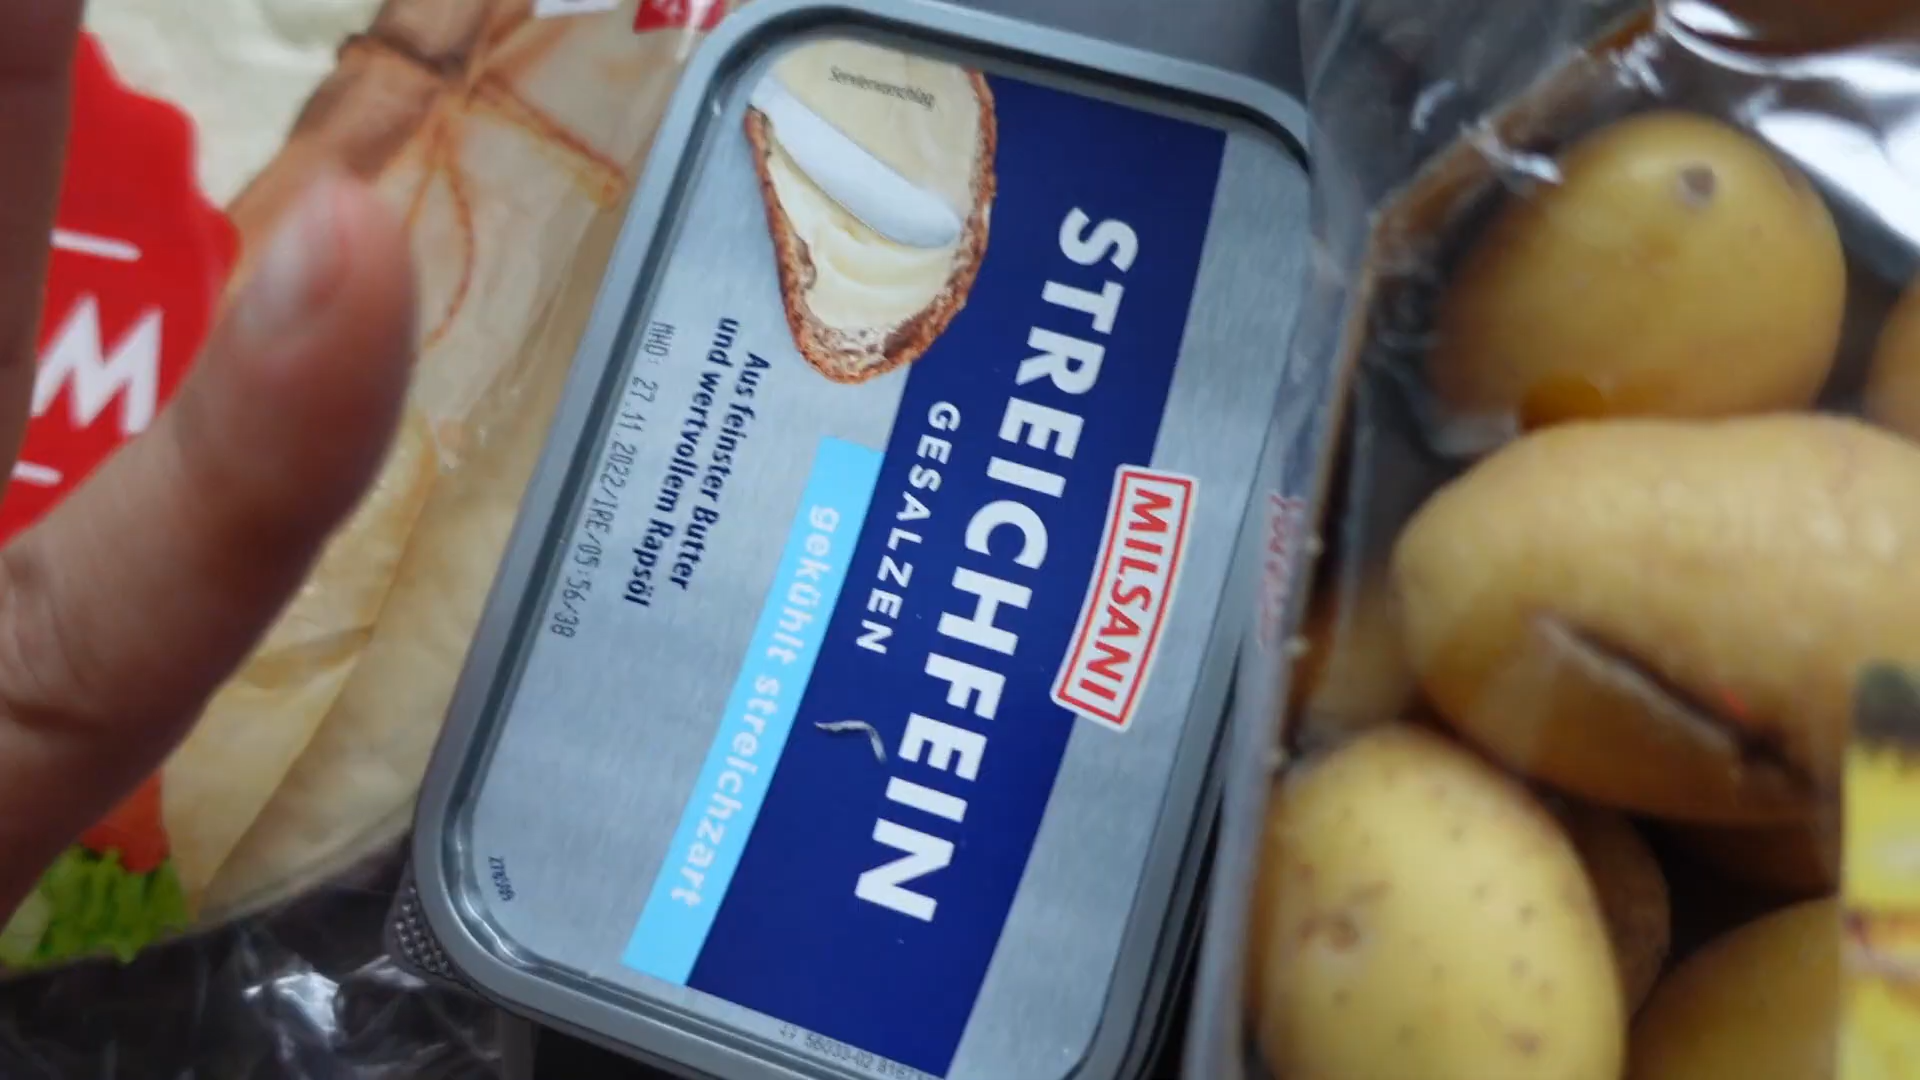 MILSANI
STREICHFEIN
GESALZEN
gekühlt streichzart
Serviervorschlag
Aus feinster Butter
und wertvollem Rapsöl
MHD: 27.11.2022/IRE/05:56/38